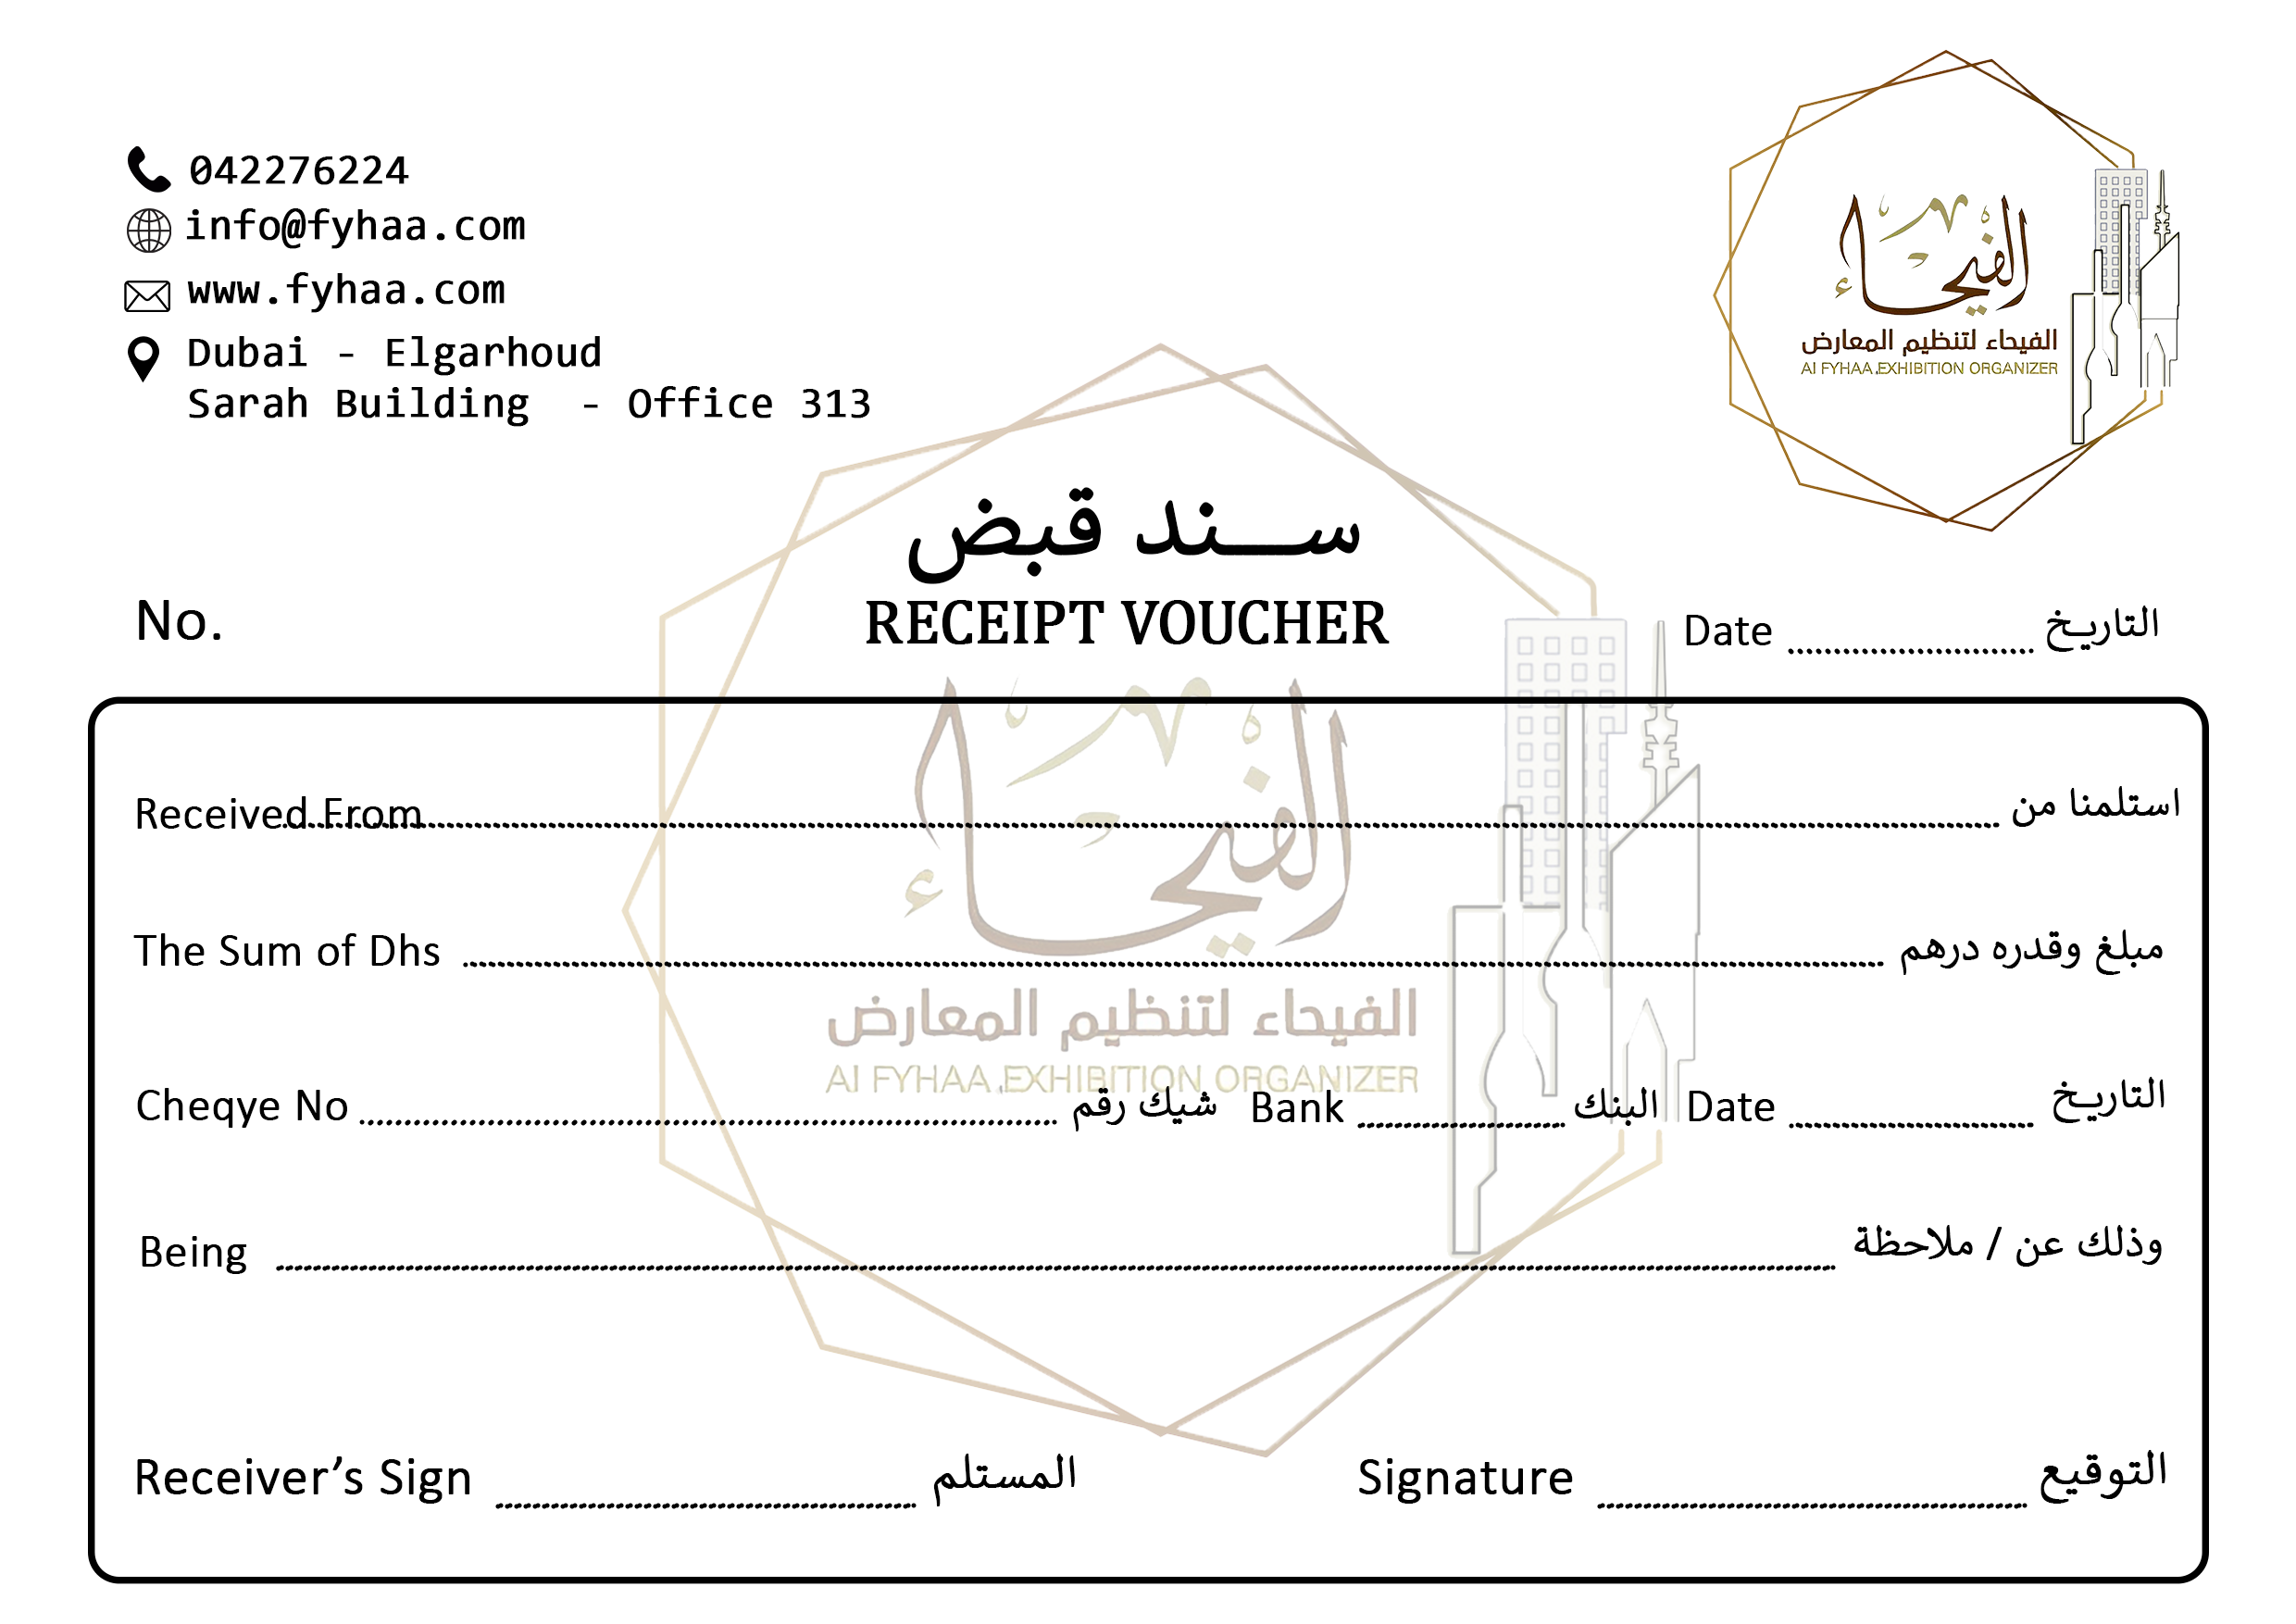 042276224
info@fyhaa.com
www.fyhaa.com
Dubai - Elgarhoud
Sarah Building - Office 313
الفيحاء
الفيحاء لتنظيم المعارض
Al FYHAA EXHIBITION ORGANIZER
ســـند قبض
RECEIPT VOUCHER
No.
Date ........................... التاريـخ
Received From ........................... استلمنا من
الفيحاء
The Sum of Dhs ........................... مبلغ وقدره درهم
الفيحاء لتنظيم المعارض
Al FYHAA EXHIBITION ORGANIZER
Cheqye No ........................... شيك رقم Bank ........................... البنك Date ........................... التاريـخ
Being ........................... وذلك عن / ملاحظة
Receiver’s Sign ........................... المستلم Signature ........................... التوقيع